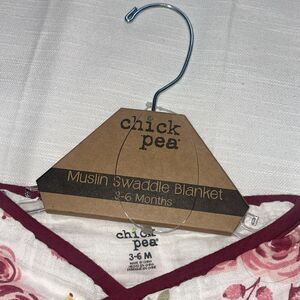 chick
pea
Muslin Swaddle Blanket
3-6 Months
chick
pea
3-6 M